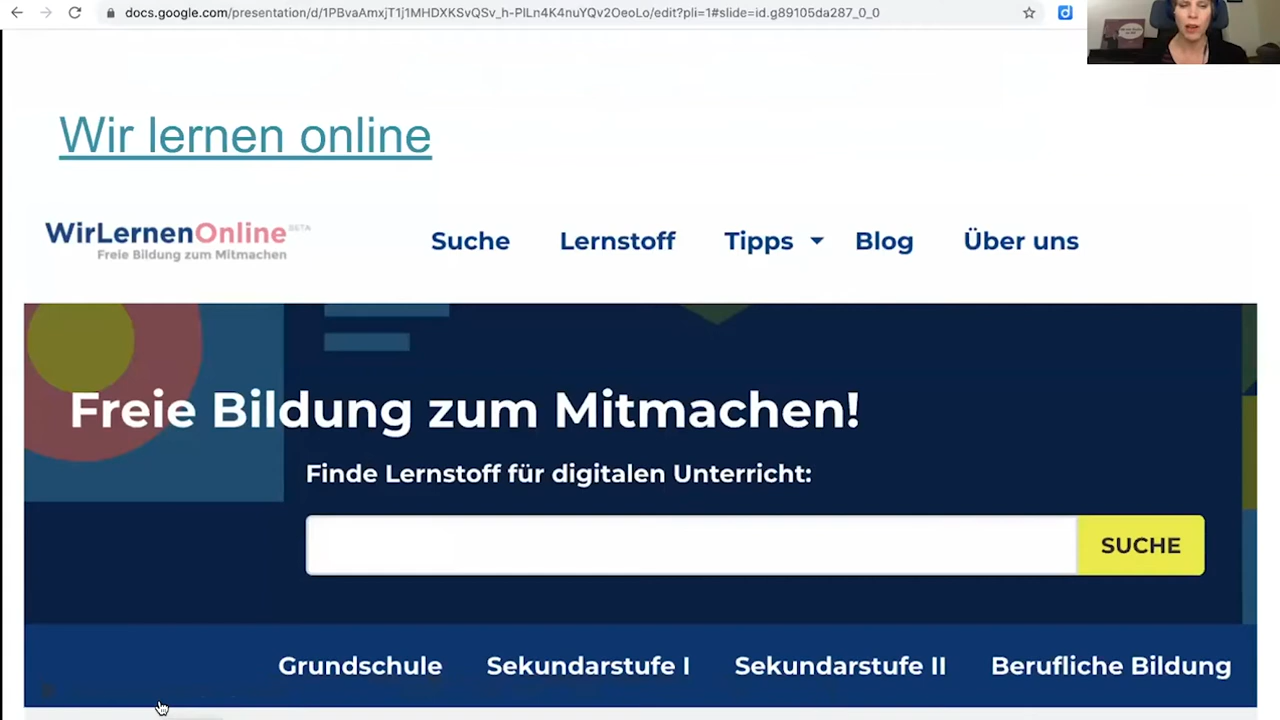 docs.google.com/presentation/d/1PBvaAmxjT1j1MHDXKSvQSv_h-PlLn4K4nuYQv2OeoLo/edit?pli=1#slide=id.g89105da287_0_0
Wir lernen online
WirLernenOnline BETA
Freie Bildung zum Mitmachen
Suche Lernstoff Tipps Blog Über uns
Freie Bildung zum Mitmachen!
Finde Lernstoff für digitalen Unterricht:
SUCHE
Grundschule Sekundarstufe I Sekundarstufe II Berufliche Bildung